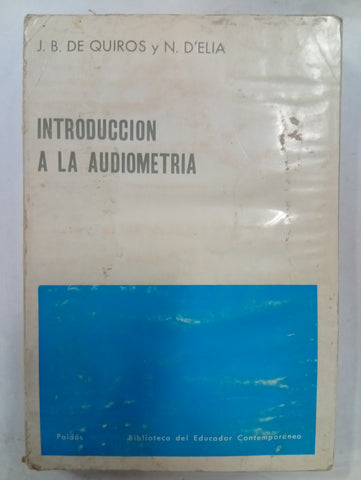 J. B. DE QUIROS y N. D'ELIA
INTRODUCCION
A LA AUDIOMETRIA
Paidós Biblioteca del Educador Contemporáneo